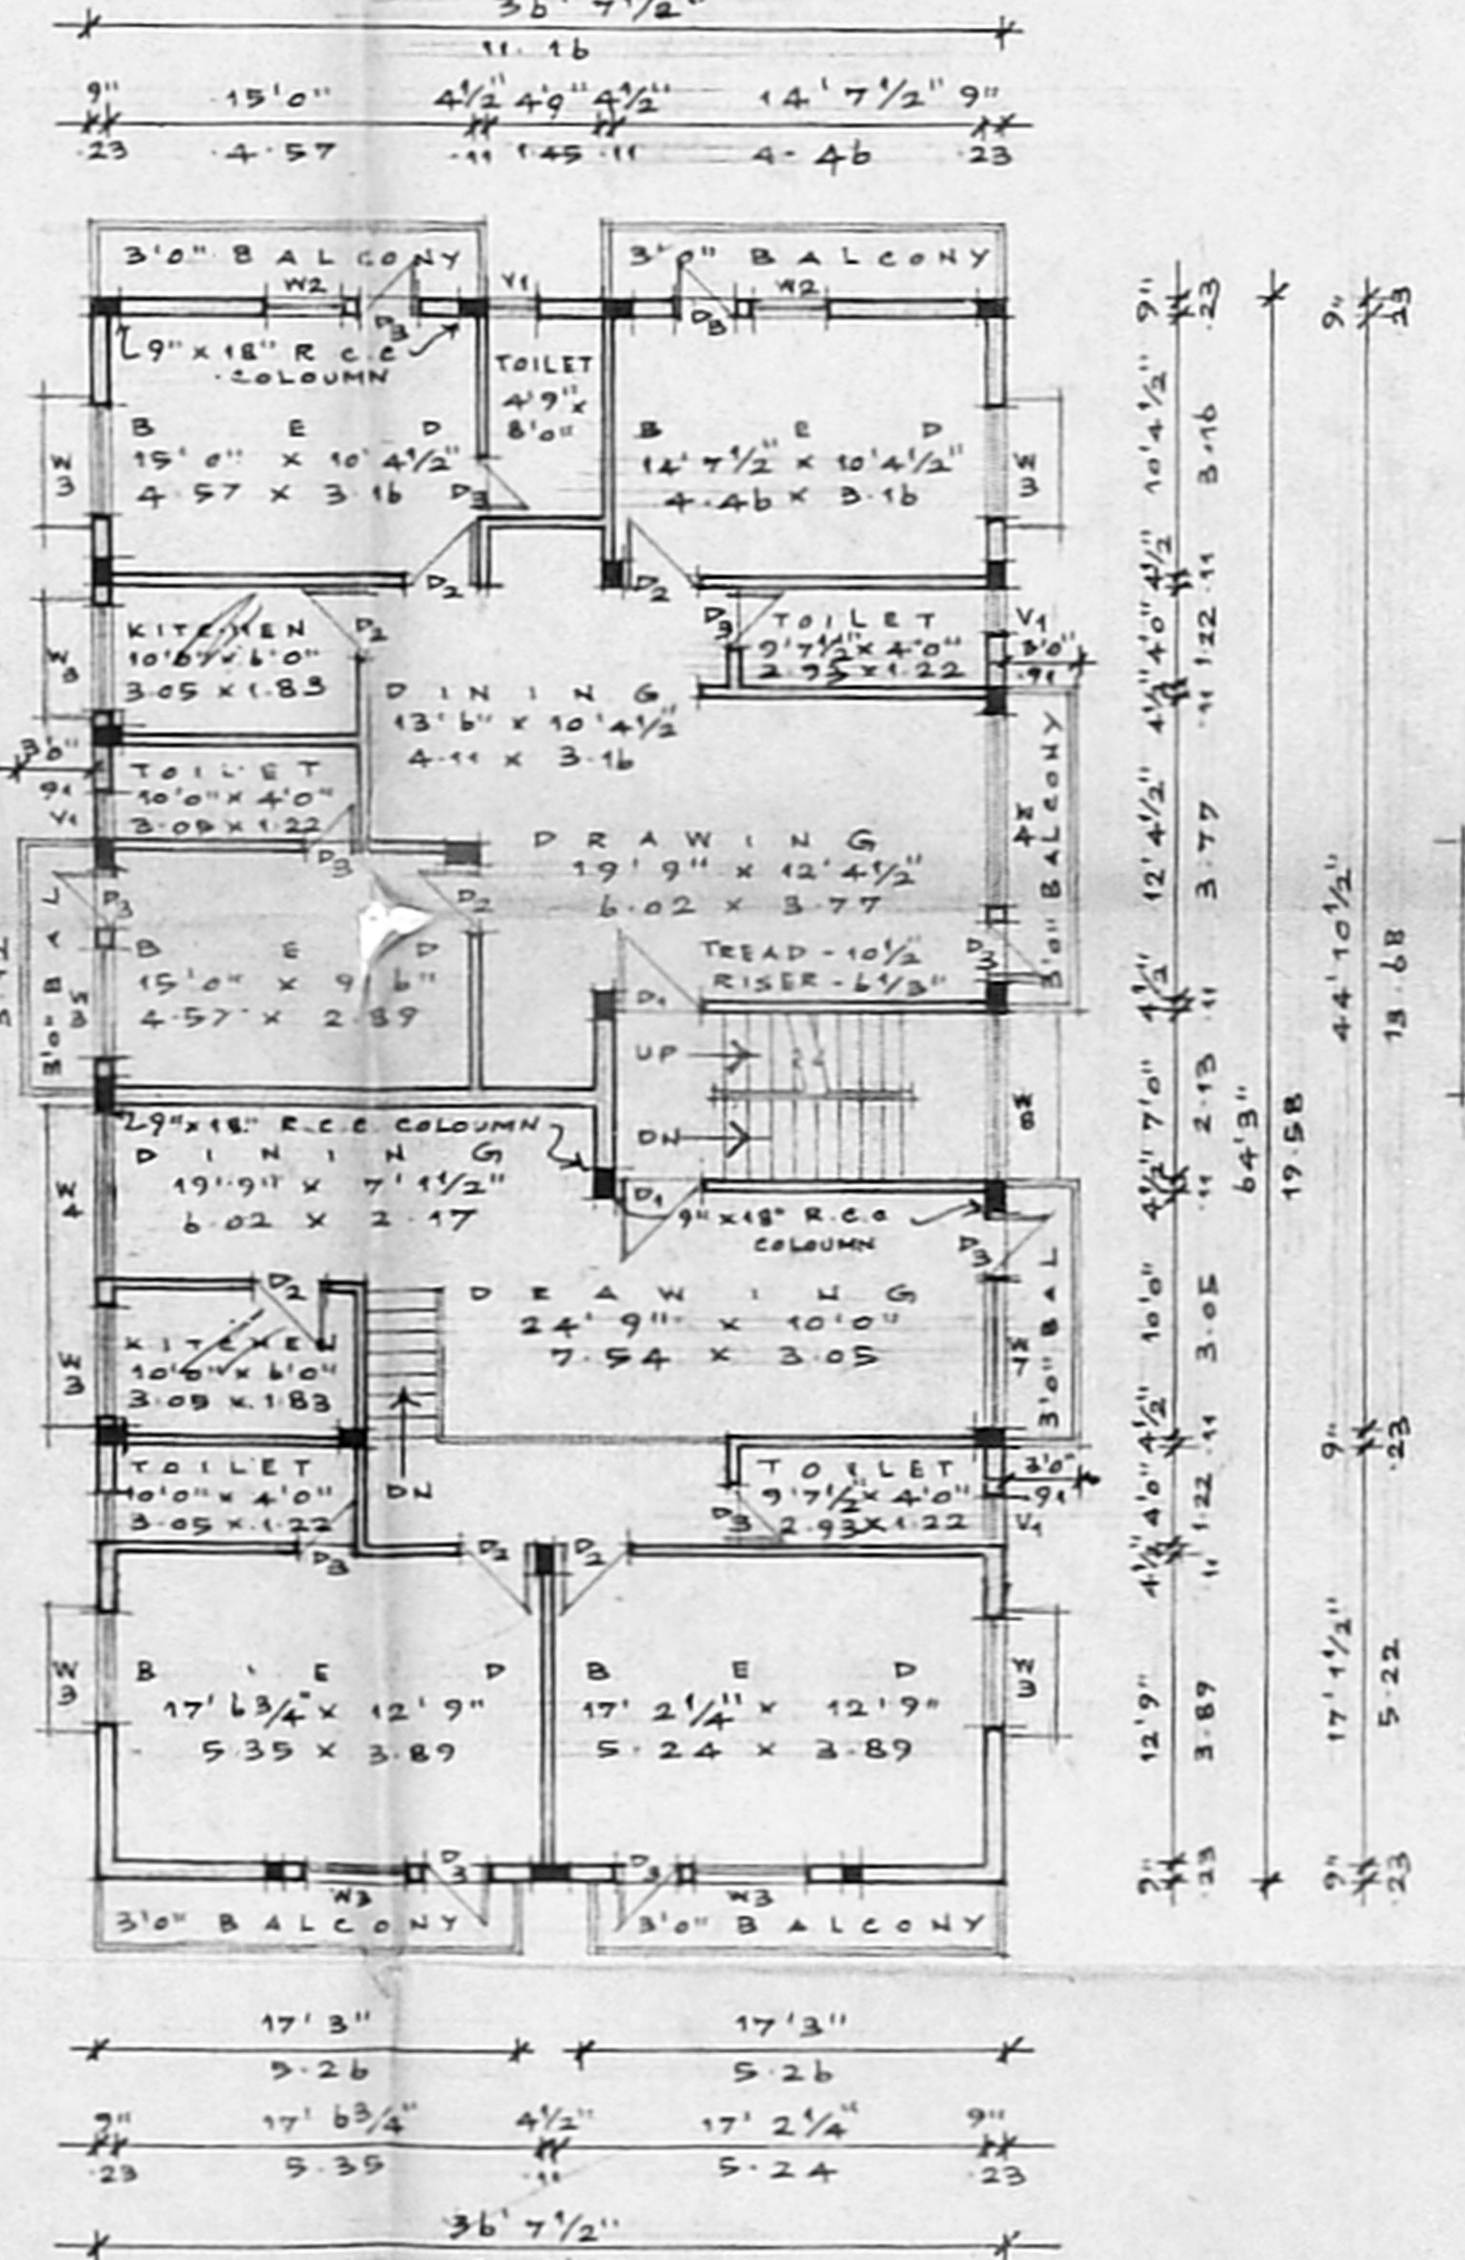 36' 7½"
11.16
9" 15'0" 4½" 4'9" 4½" 14' 7½" 9"
.23 4.57 .11 1.45 .11 4.46 .23
3'0" BALCONY 3'0" BALCONY
W2 V1 W2
D3 D3
9" x 18" R C C
COLOUMN
TOILET
4'9" x
8'0"
BED BED
15' 0" x 10' 4½" 14' 7½" x 10' 4½"
4.57 x 3.16 D3 4.46 x 3.16
W3 W3
D2 D2
KITCHEN D2 D3 TOILET V1
10'0" x 6'0" 9'7½" x 4'0" 3'0"
3.05 x 1.83 2.93 x 1.22 .91
W3
DINING
13' 6" x 10' 4½"
4.11 x 3.16
3'0"
91
V1
TOILET
10'0" x 4'0"
3.05 x 1.22
D3
DRAWING
19' 9" x 12' 4½"
6.02 x 3.77
W4
3'0" BALCONY
D3 D2
3'0" BAL
W5
BED
15'0" x 9' 6"
4.57 x 2.89
TREAD - 10½
RISER - 6⅓"
D3
D1
UP
DN
W8
9" x 18" R.C.C. COLOUMN
DINING
19'.9" x 7' 1½"
6.02 x 2.17
W4
D1
9" x 18" R.C.C
COLOUMN
D3
D2
DRAWING
24' 9" x 10'0"
7.54 x 3.05
W7
3'0" BAL
KITCHEN
10'0" x 6'0"
3.05 x 1.83
W3
DN
TOILET TOILET 3'0"
10'0" x 4'0" 9'7½" x 4'0" .91
3.05 x 1.22 D3 2.93 x 1.22 V1
D3 D2 D2
W3 W3
BED BED
17' 6¾" x 12' 9" 17' 2¼" x 12' 9"
5.35 x 3.89 5.24 x 3.89
D3 D3
W3 W3
3'0" BALCONY 3'0" BALCONY
9" 10' 4½" 4½" 4'0" 4½" 12' 4½" 4½" 7'0" 4½" 10'0" 4½" 4'0" 4½" 12' 9" 9"
.23 3.16 .11 1.22 .11 3.77 .11 2.13 .11 3.05 .11 1.22 11 3.89 .23
64'3"
19.58
9" 44' 10½" 9" 17' 1½" 9"
.23 13.68 .23 5.22 .23
17' 3" 17' 3"
5.26 5.26
9" 17' 6¾" 4½" 17' 2¼" 9"
.23 5.35 .11 5.24 .23
36' 7½"